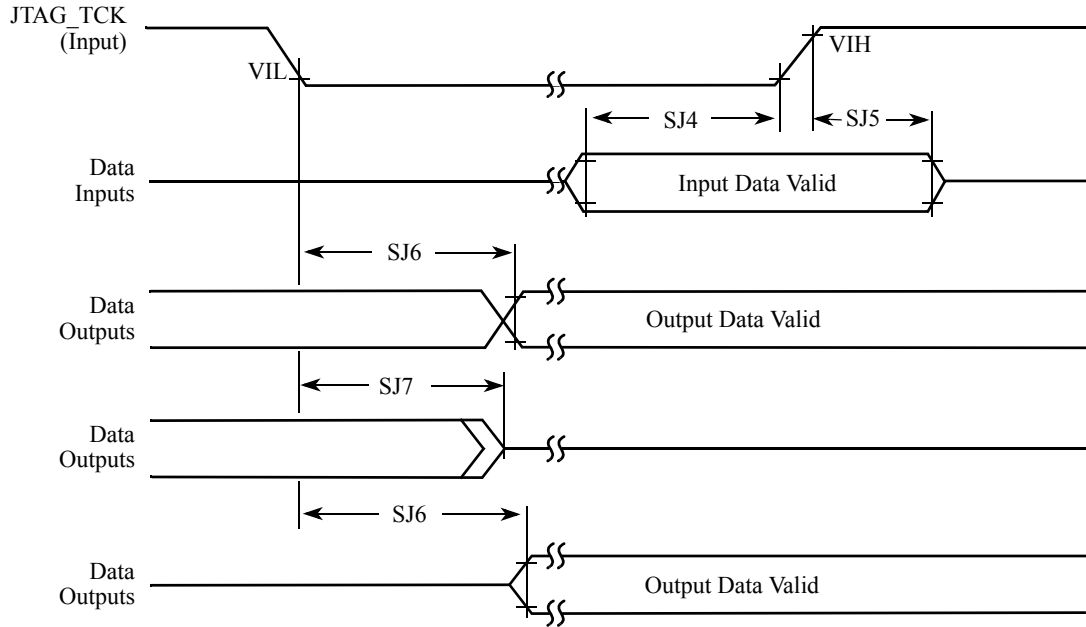 JTAG_TCK
(Input)
VIL
VIH
SJ4
SJ5
Data
Inputs
Input Data Valid
SJ6
Data
Outputs
Output Data Valid
SJ7
Data
Outputs
SJ6
Data
Outputs
Output Data Valid